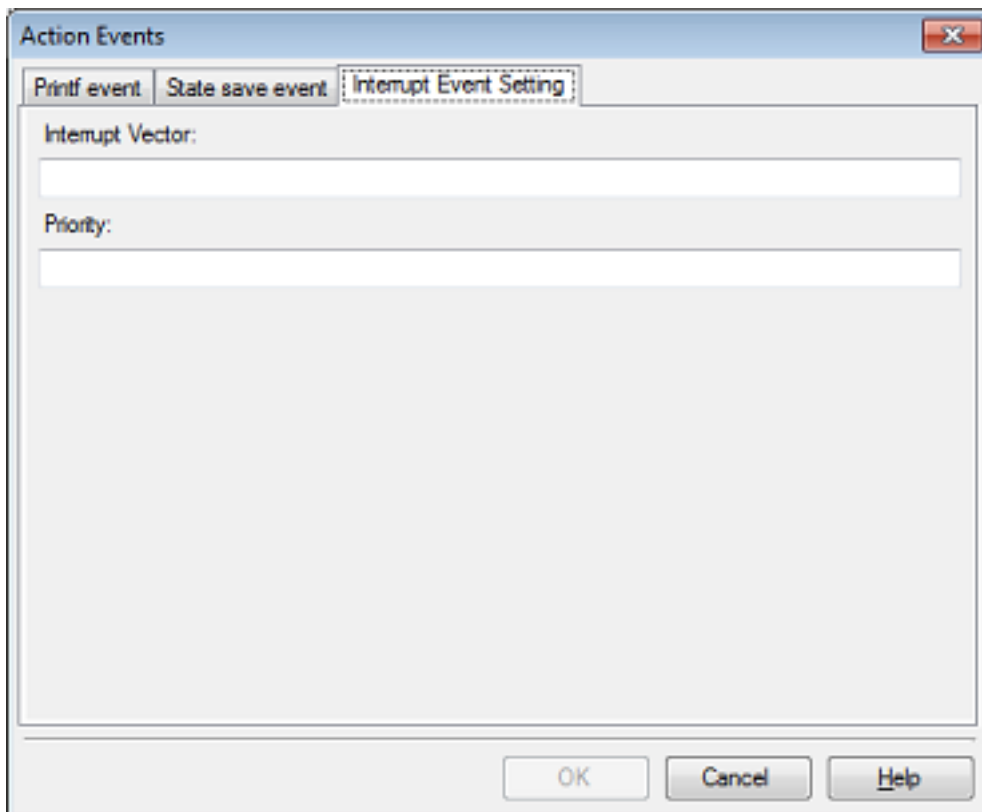 Action Events
Printf event State save event Interrupt Event Setting
Interrupt Vector:
Priority:
OK Cancel Help